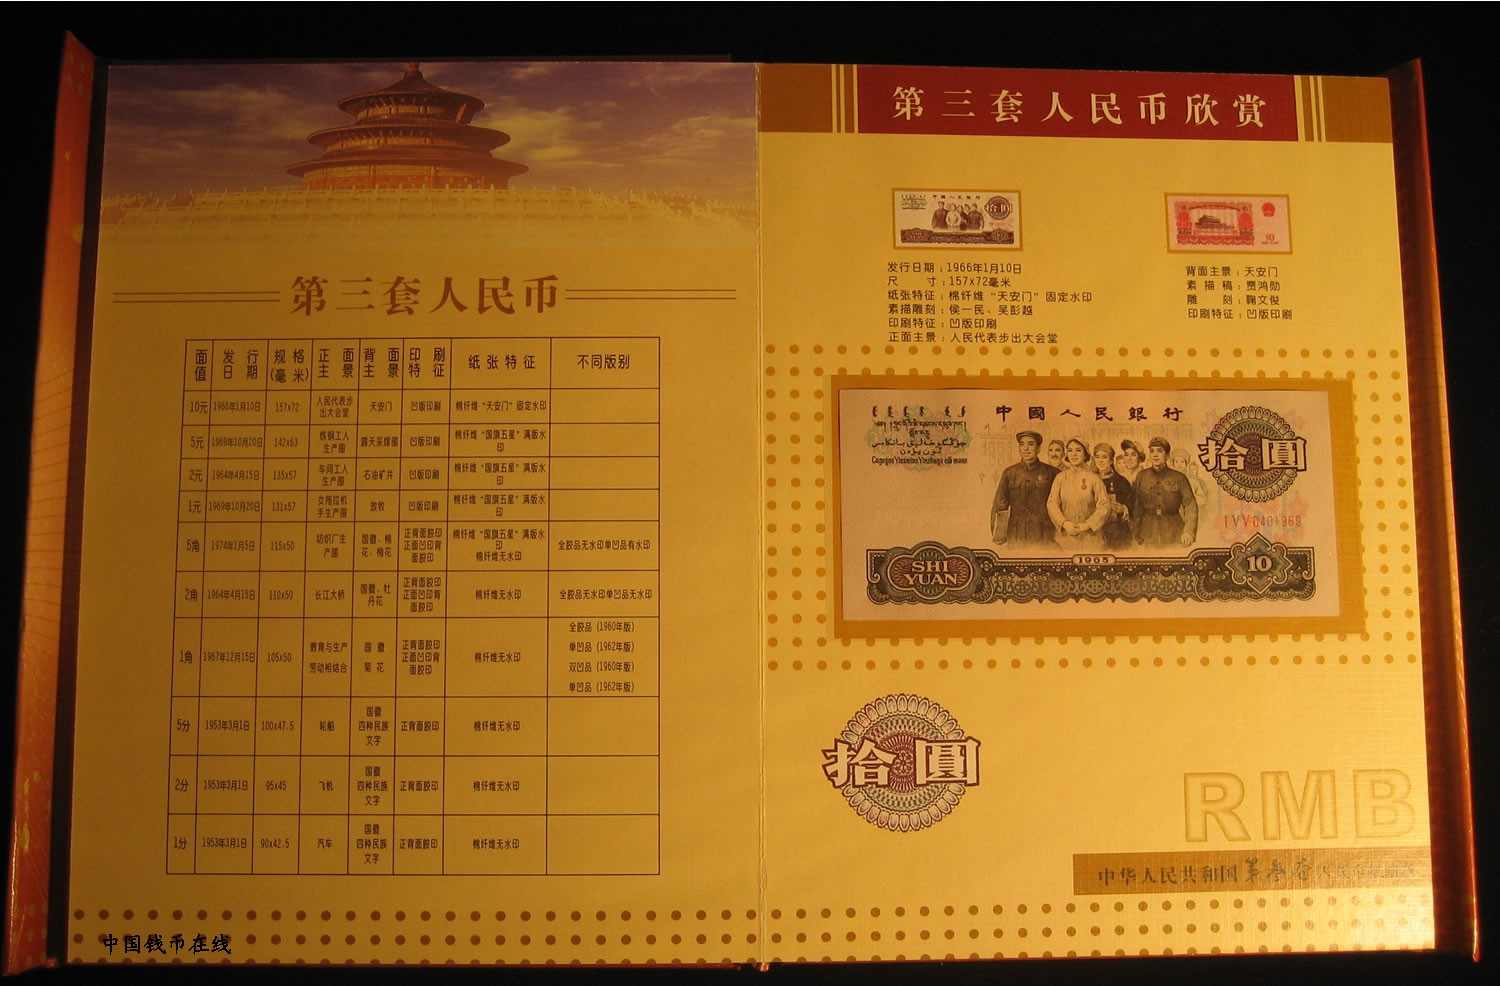 第三套人民币
面值 发行日期 规格(毫米) 正面主景 背面主景 印刷特征 纸张特征 不同版别
10元 1966年1月10日 157x72 人民代表步出大会堂 天安门 凹版印刷 棉纤维“天安门”固定水印
5元 1969年10月20日 142x63 炼钢工人生产图 露天采煤图 凹版印刷 棉纤维“国旗五星”满版水印
2元 1964年4月15日 135x57 车间工人生产图 石油矿井 凹版印刷 棉纤维“国旗五星”满版水印
1元 1969年10月20日 131x57 女拖拉机手生产图 放牧 凹版印刷 棉纤维“国旗五星”满版水印
5角 1974年1月5日 115x50 纺织厂生产图 国徽、棉花、梅花 正背面胶印 正面凹印背面胶印 棉纤维“国旗五星”满版水印 棉纤维无水印 全胶品无水印单凹品有水印
2角 1964年4月15日 110x50 长江大桥 国徽、牡丹花 正背面胶印 正面凹印背面胶印 棉纤维无水印 全胶品无水印单凹品无水印
1角 1967年12月15日 105x50 教育与生产劳动相结合 国徽 菊花 正背面胶印 正面凹印背面胶印 棉纤维无水印 全胶品(1960年版)
单凹品(1962年版)
双凹品(1960年版)
单凹品(1962年版)
5分 1953年3月1日 100x47.5 轮船 国徽 四种民族文字 正背面胶印 棉纤维无水印
2分 1953年3月1日 95x45 飞机 国徽 四种民族文字 正背面胶印 棉纤维无水印
1分 1953年3月1日 90x42.5 汽车 国徽 四种民族文字 正背面胶印 棉纤维无水印
中国钱币在线
第三套人民币欣赏
发行日期：1966年1月10日
尺寸：157x72毫米
纸张特征：棉纤维“天安门”固定水印
素描雕刻：侯一民、吴彭越
印刷特征：凹版印刷
正面主景：人民代表步出大会堂
背面主景：天安门
素描稿：贾鸿勋
雕刻：鞠文俊
印刷特征：凹版印刷
中國人民銀行
拾圓
IVV0401369
1965
SHI YUAN
10
拾圓
RMB
中华人民共和国第叁套